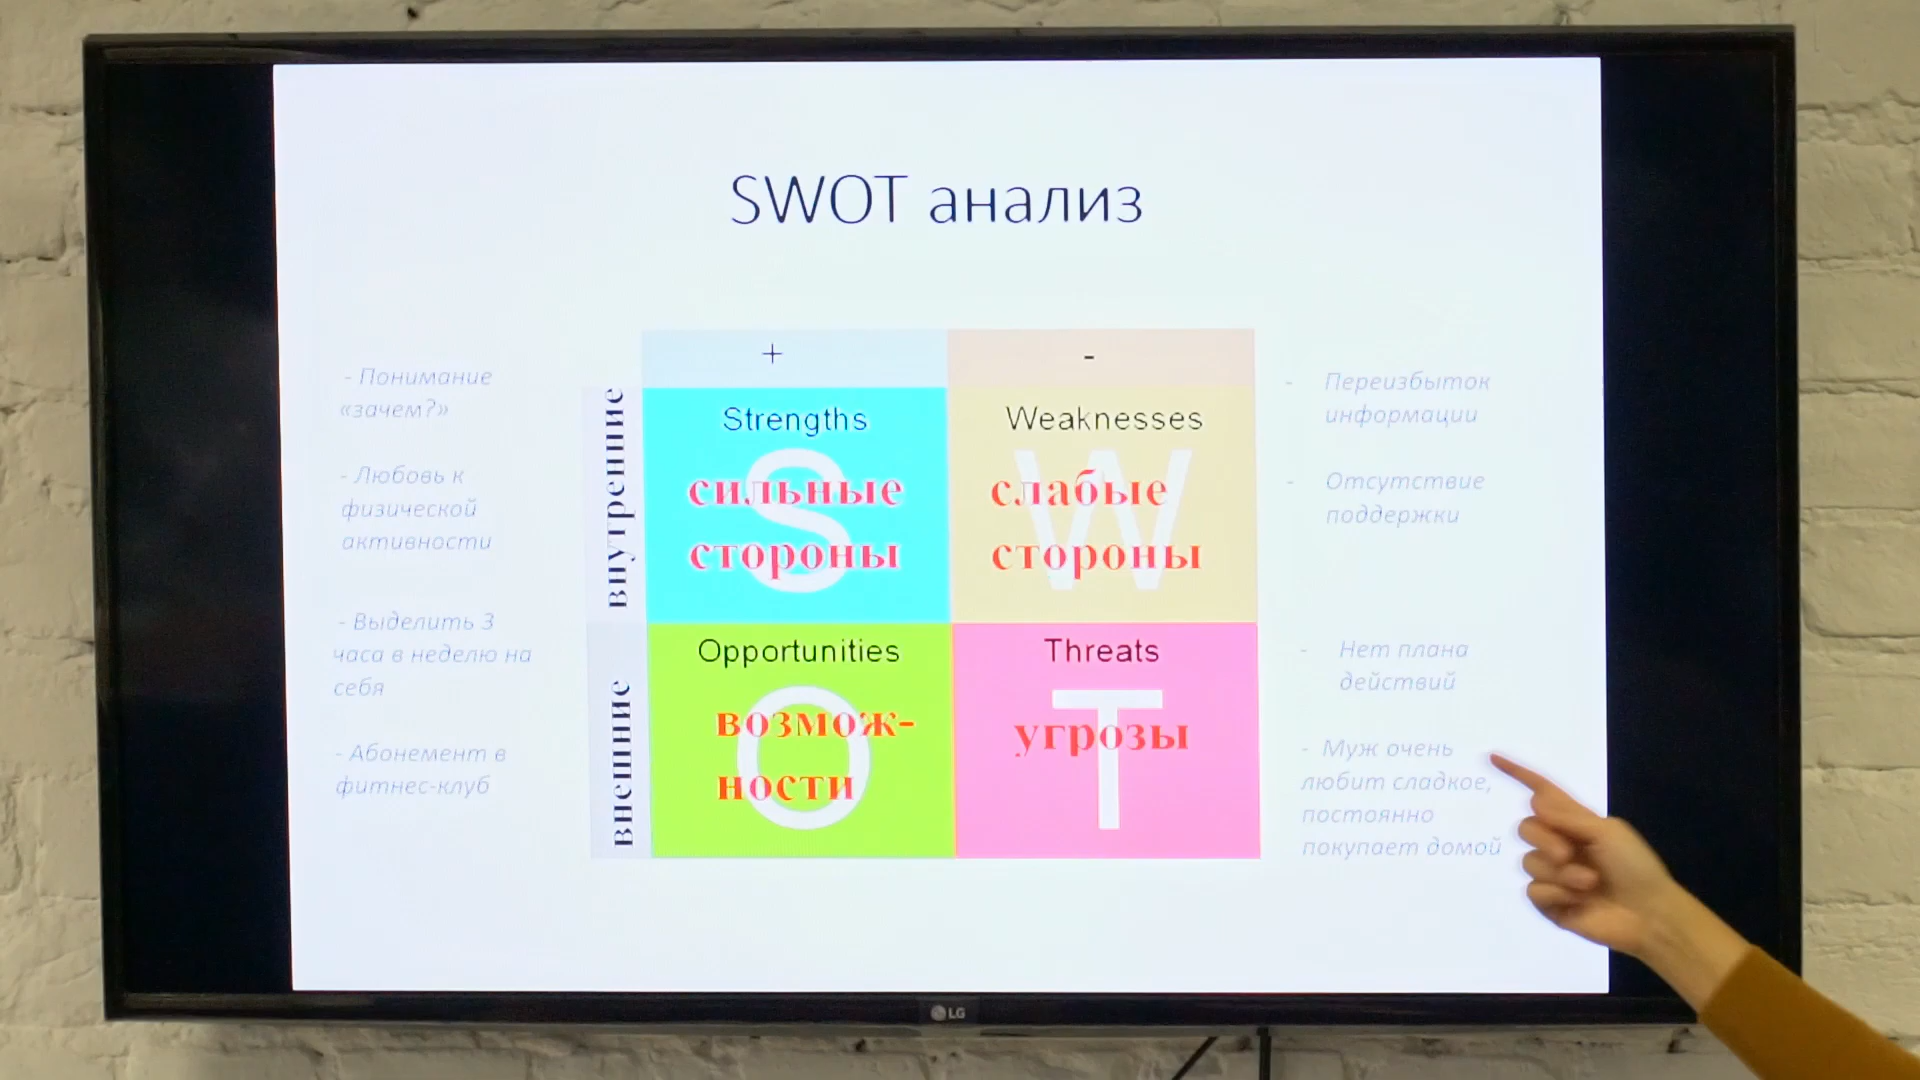 SWOT анализ
+
-
внутренние
внешние
Strengths
сильные
стороны
S
Weaknesses
слабые
стороны
W
Opportunities
возмож-
ности
O
Threats
угрозы
T
- Понимание
«зачем?»
- Любовь к
физической
активности
- Выделить 3
часа в неделю на
себя
- Абонемент в
фитнес-клуб
- Переизбыток
информации
- Отсутствие
поддержки
- Нет плана
действий
- Муж очень
любит сладкое,
постоянно
покупает домой
LG